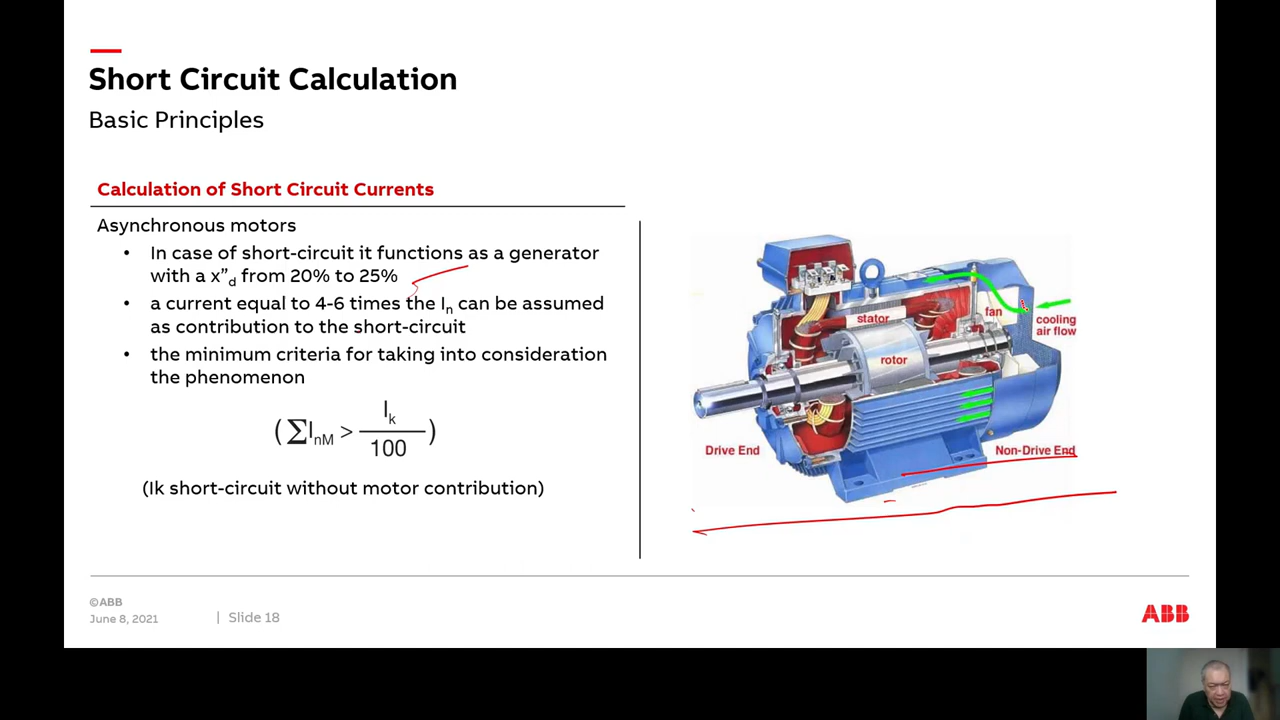 Short Circuit Calculation
Basic Principles
Calculation of Short Circuit Currents
Asynchronous motors
• In case of short-circuit it functions as a generator
with a x”d from 20% to 25%
• a current equal to 4-6 times the In can be assumed
as contribution to the short-circuit
• the minimum criteria for taking into consideration
the phenomenon
( ∑InM > Ik / 100 )
(Ik short-circuit without motor contribution)
stator
fan
cooling
air flow
rotor
Drive End
Non-Drive End
©ABB
June 8, 2021
| Slide 18
ABB